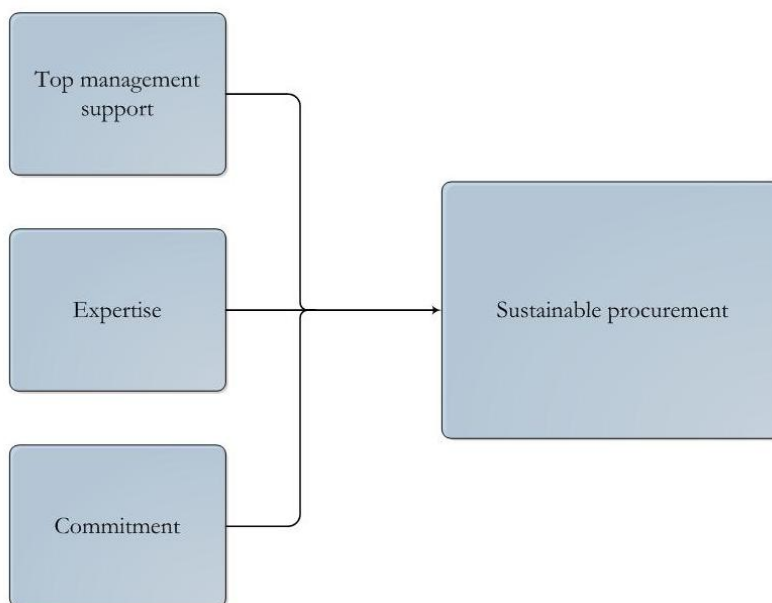 Top management
support
Expertise
Sustainable procurement
Commitment